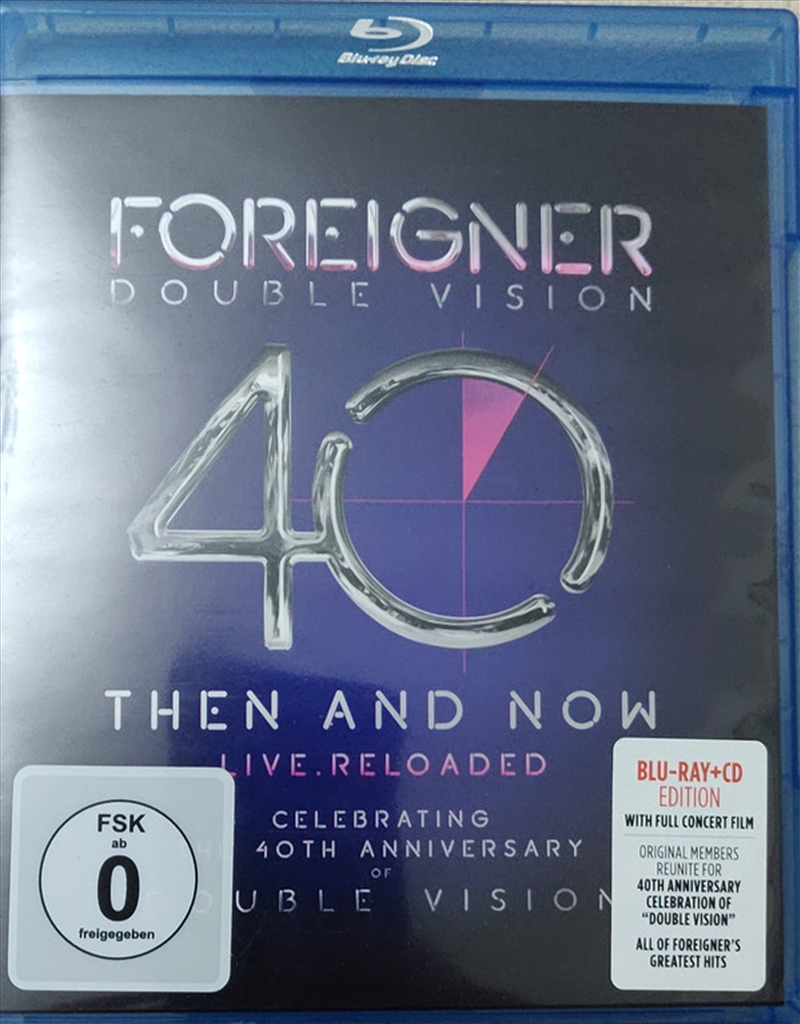 Blu-ray Disc
FOREIGNER
DOUBLE VISION
40
THEN AND NOW
LIVE.RELOADED
CELEBRATING
40TH ANNIVERSARY
OF
DOUBLE VISION
FSK
ab
0
freigegeben
BLU-RAY+CD
EDITION
WITH FULL CONCERT FILM
ORIGINAL MEMBERS
REUNITE FOR
40TH ANNIVERSARY
CELEBRATION OF
"DOUBLE VISION"
ALL OF FOREIGNER'S
GREATEST HITS